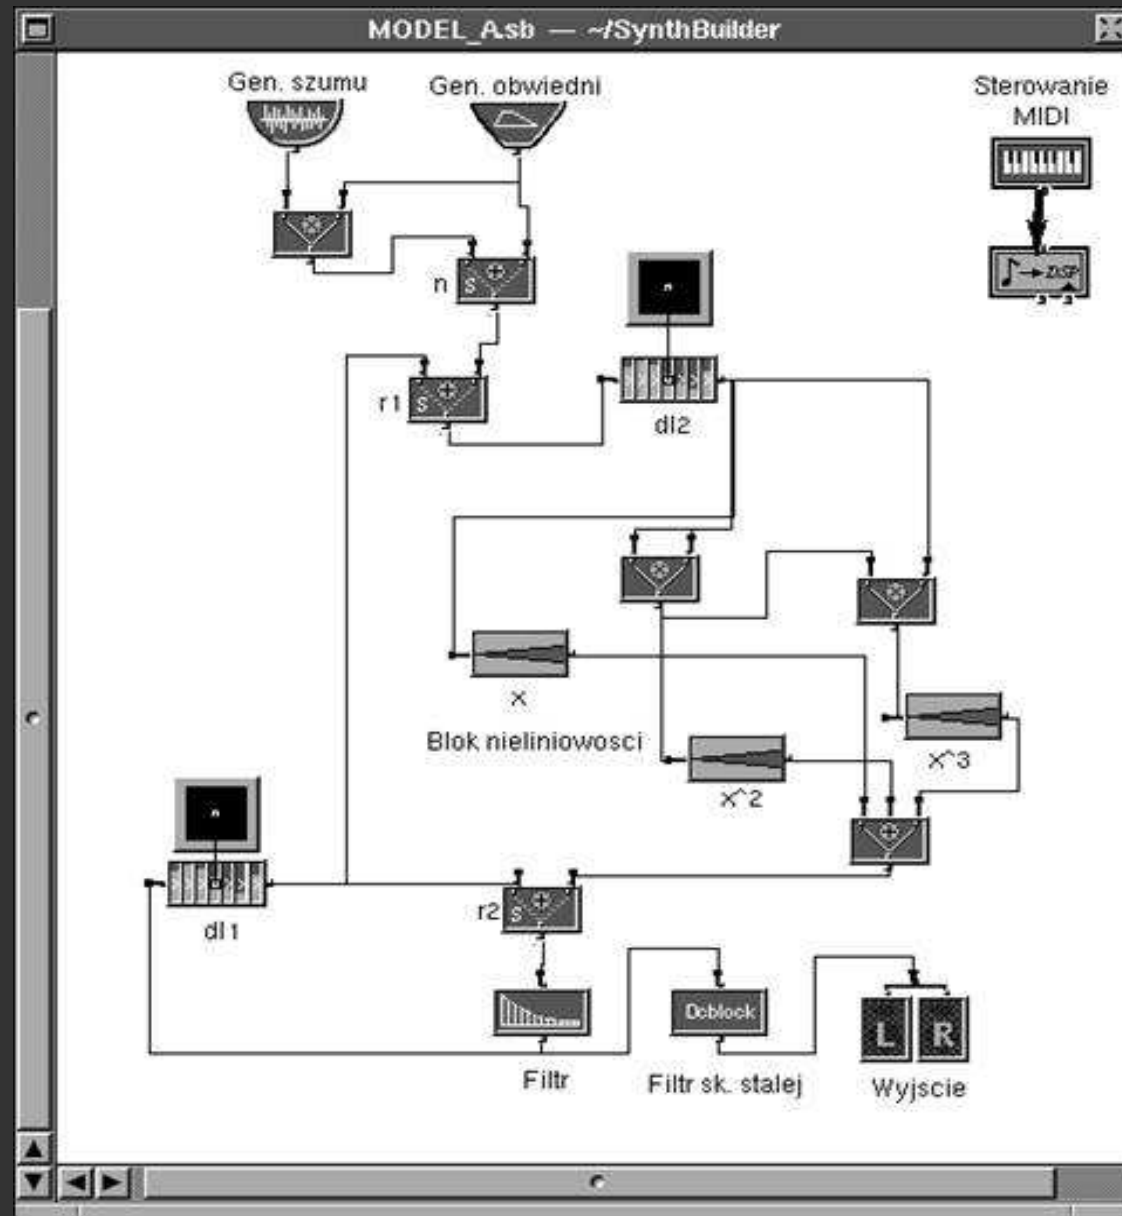 MODEL_A.sb — ~/SynthBuilder
Gen. szumu
Gen. obwiedni
Sterowanie
MIDI
DSP
n
S
n
r1
S
dl2
x
Blok nieliniowosci
x^3
x^2
n
dl1
r2
S
Dcblock
L R
Filtr
Filtr sk. stalej
Wyjscie